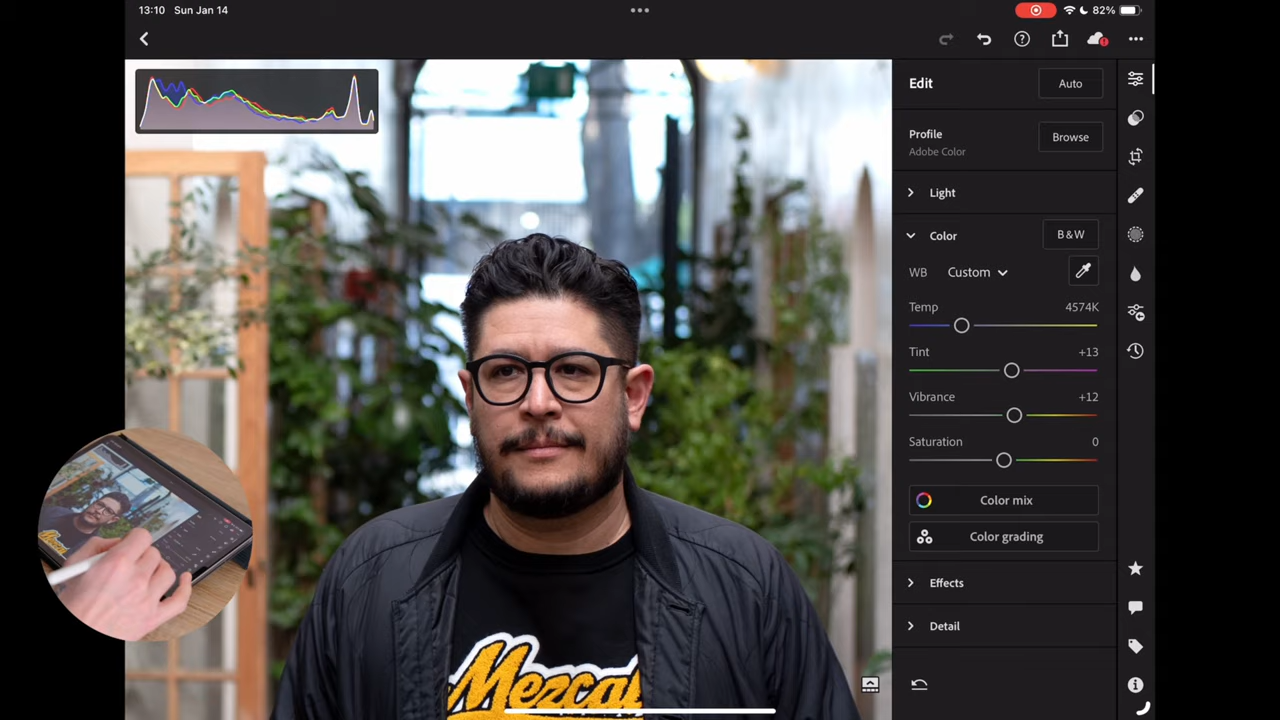 13:10 Sun Jan 14
82%
Edit
Auto
Profile
Adobe Color
Browse
Light
Color
B & W
WB Custom
Temp 4574K
Tint +13
Vibrance +12
Saturation 0
Color mix
Color grading
Effects
Detail
Mezcal